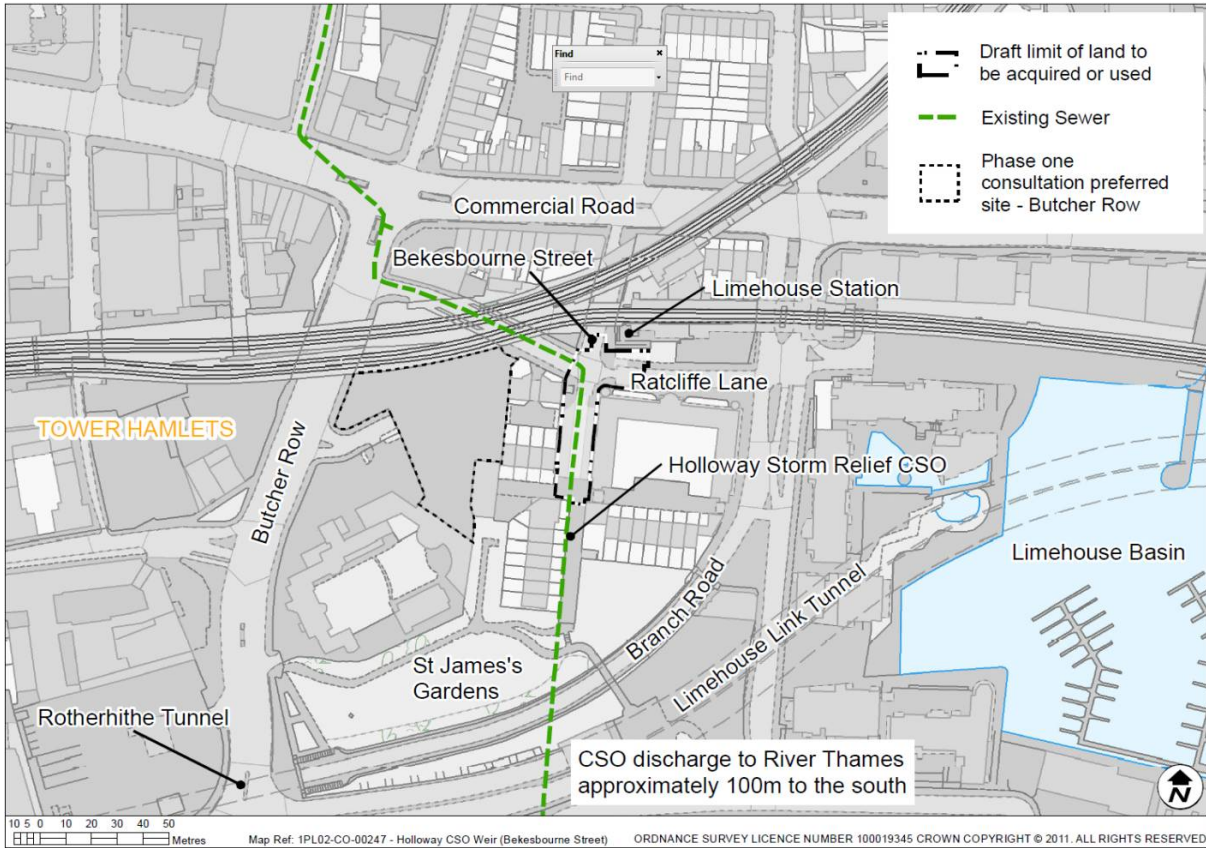 Find
Find
Draft limit of land to
be acquired or used
Existing Sewer
Phase one
consultation preferred
site - Butcher Row
Commercial Road
Bekesbourne Street
Limehouse Station
Ratcliffe Lane
TOWER HAMLETS
Butcher Row
Holloway Storm Relief CSO
Limehouse Basin
Branch Road
Limehouse Link Tunnel
St James's
Gardens
Rotherhithe Tunnel
CSO discharge to River Thames
approximately 100m to the south
N
10 5 0 10 20 30 40 50
Metres
Map Ref: 1PL02-CO-00247 - Holloway CSO Weir (Bekesbourne Street)
ORDNANCE SURVEY LICENCE NUMBER 100019345 CROWN COPYRIGHT © 2011. ALL RIGHTS RESERVED